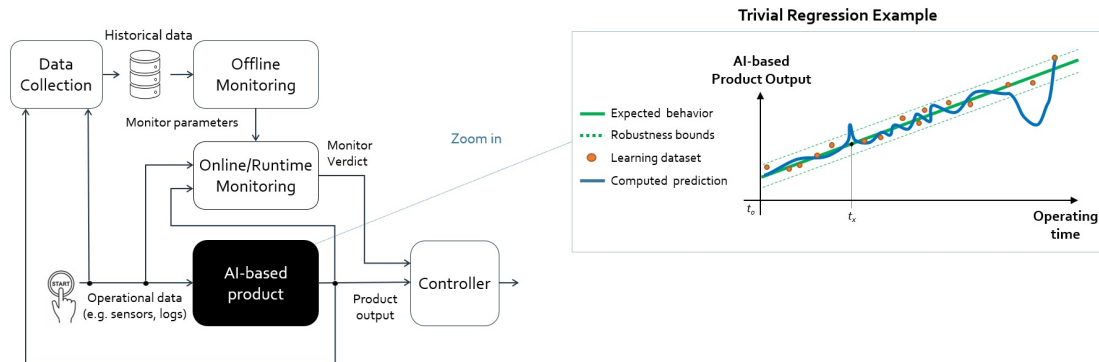 Historical data
Data
Collection
Offline
Monitoring
Monitor parameters
Online/Runtime
Monitoring
Monitor
Verdict
Zoom in
START
Operational data
(e.g. sensors, logs)
AI-based
product
Product
output
Controller
Trivial Regression Example
AI-based
Product Output
Expected behavior
Robustness bounds
Learning dataset
Computed prediction
t₀
tₓ
Operating
time